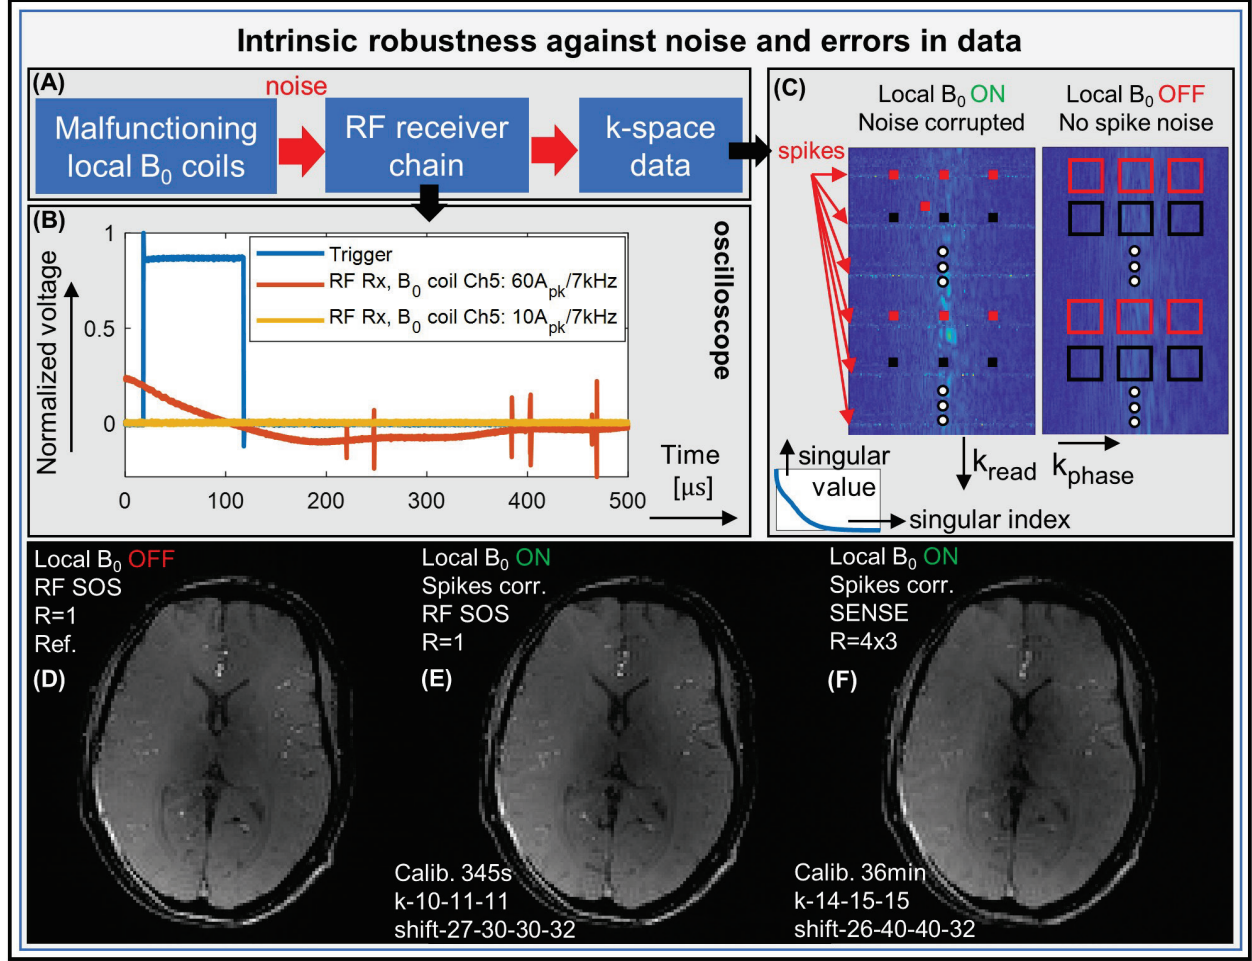 Intrinsic robustness against noise and errors in data
(A)
noise
Malfunctioning
local B0 coils
RF receiver
chain
k-space
data
(B)
Normalized voltage
1
0.5
0
Trigger
RF Rx, B0 coil Ch5: 60Apk/7kHz
RF Rx, B0 coil Ch5: 10Apk/7kHz
oscilloscope
0
100
200
300
400
500
Time
[μs]
(C)
Local B0 ON
Noise corrupted
Local B0 OFF
No spike noise
spikes
singular
value
singular index
kread
kphase
Local B0 OFF
RF SOS
R=1
Ref.
(D)
Local B0 ON
Spikes corr.
RF SOS
R=1
(E)
Calib. 345s
k-10-11-11
shift-27-30-30-32
Local B0 ON
Spikes corr.
SENSE
R=4x3
(F)
Calib. 36min
k-14-15-15
shift-26-40-40-32